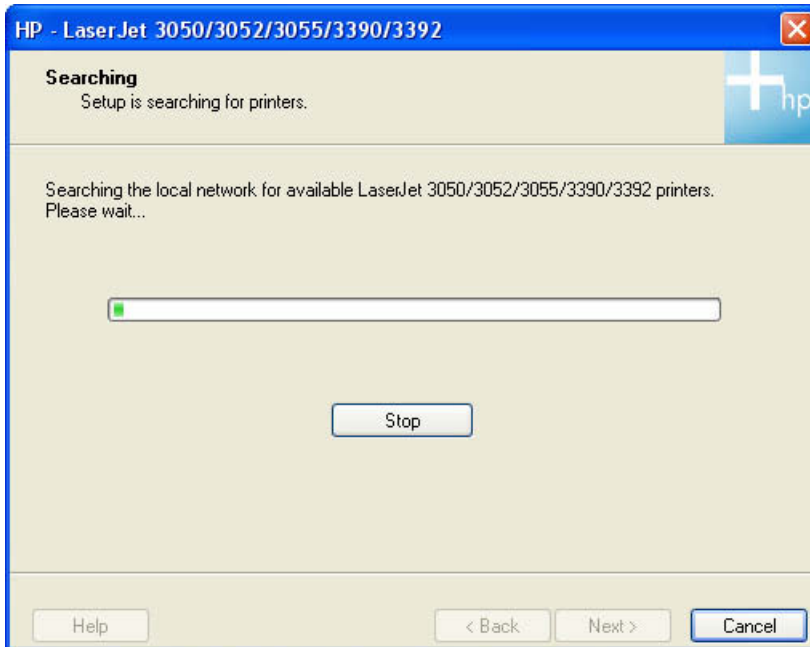 HP - LaserJet 3050/3052/3055/3390/3392
Searching
Setup is searching for printers.
hp
Searching the local network for available LaserJet 3050/3052/3055/3390/3392 printers.
Please wait...
Stop
Help
< Back
Next >
Cancel